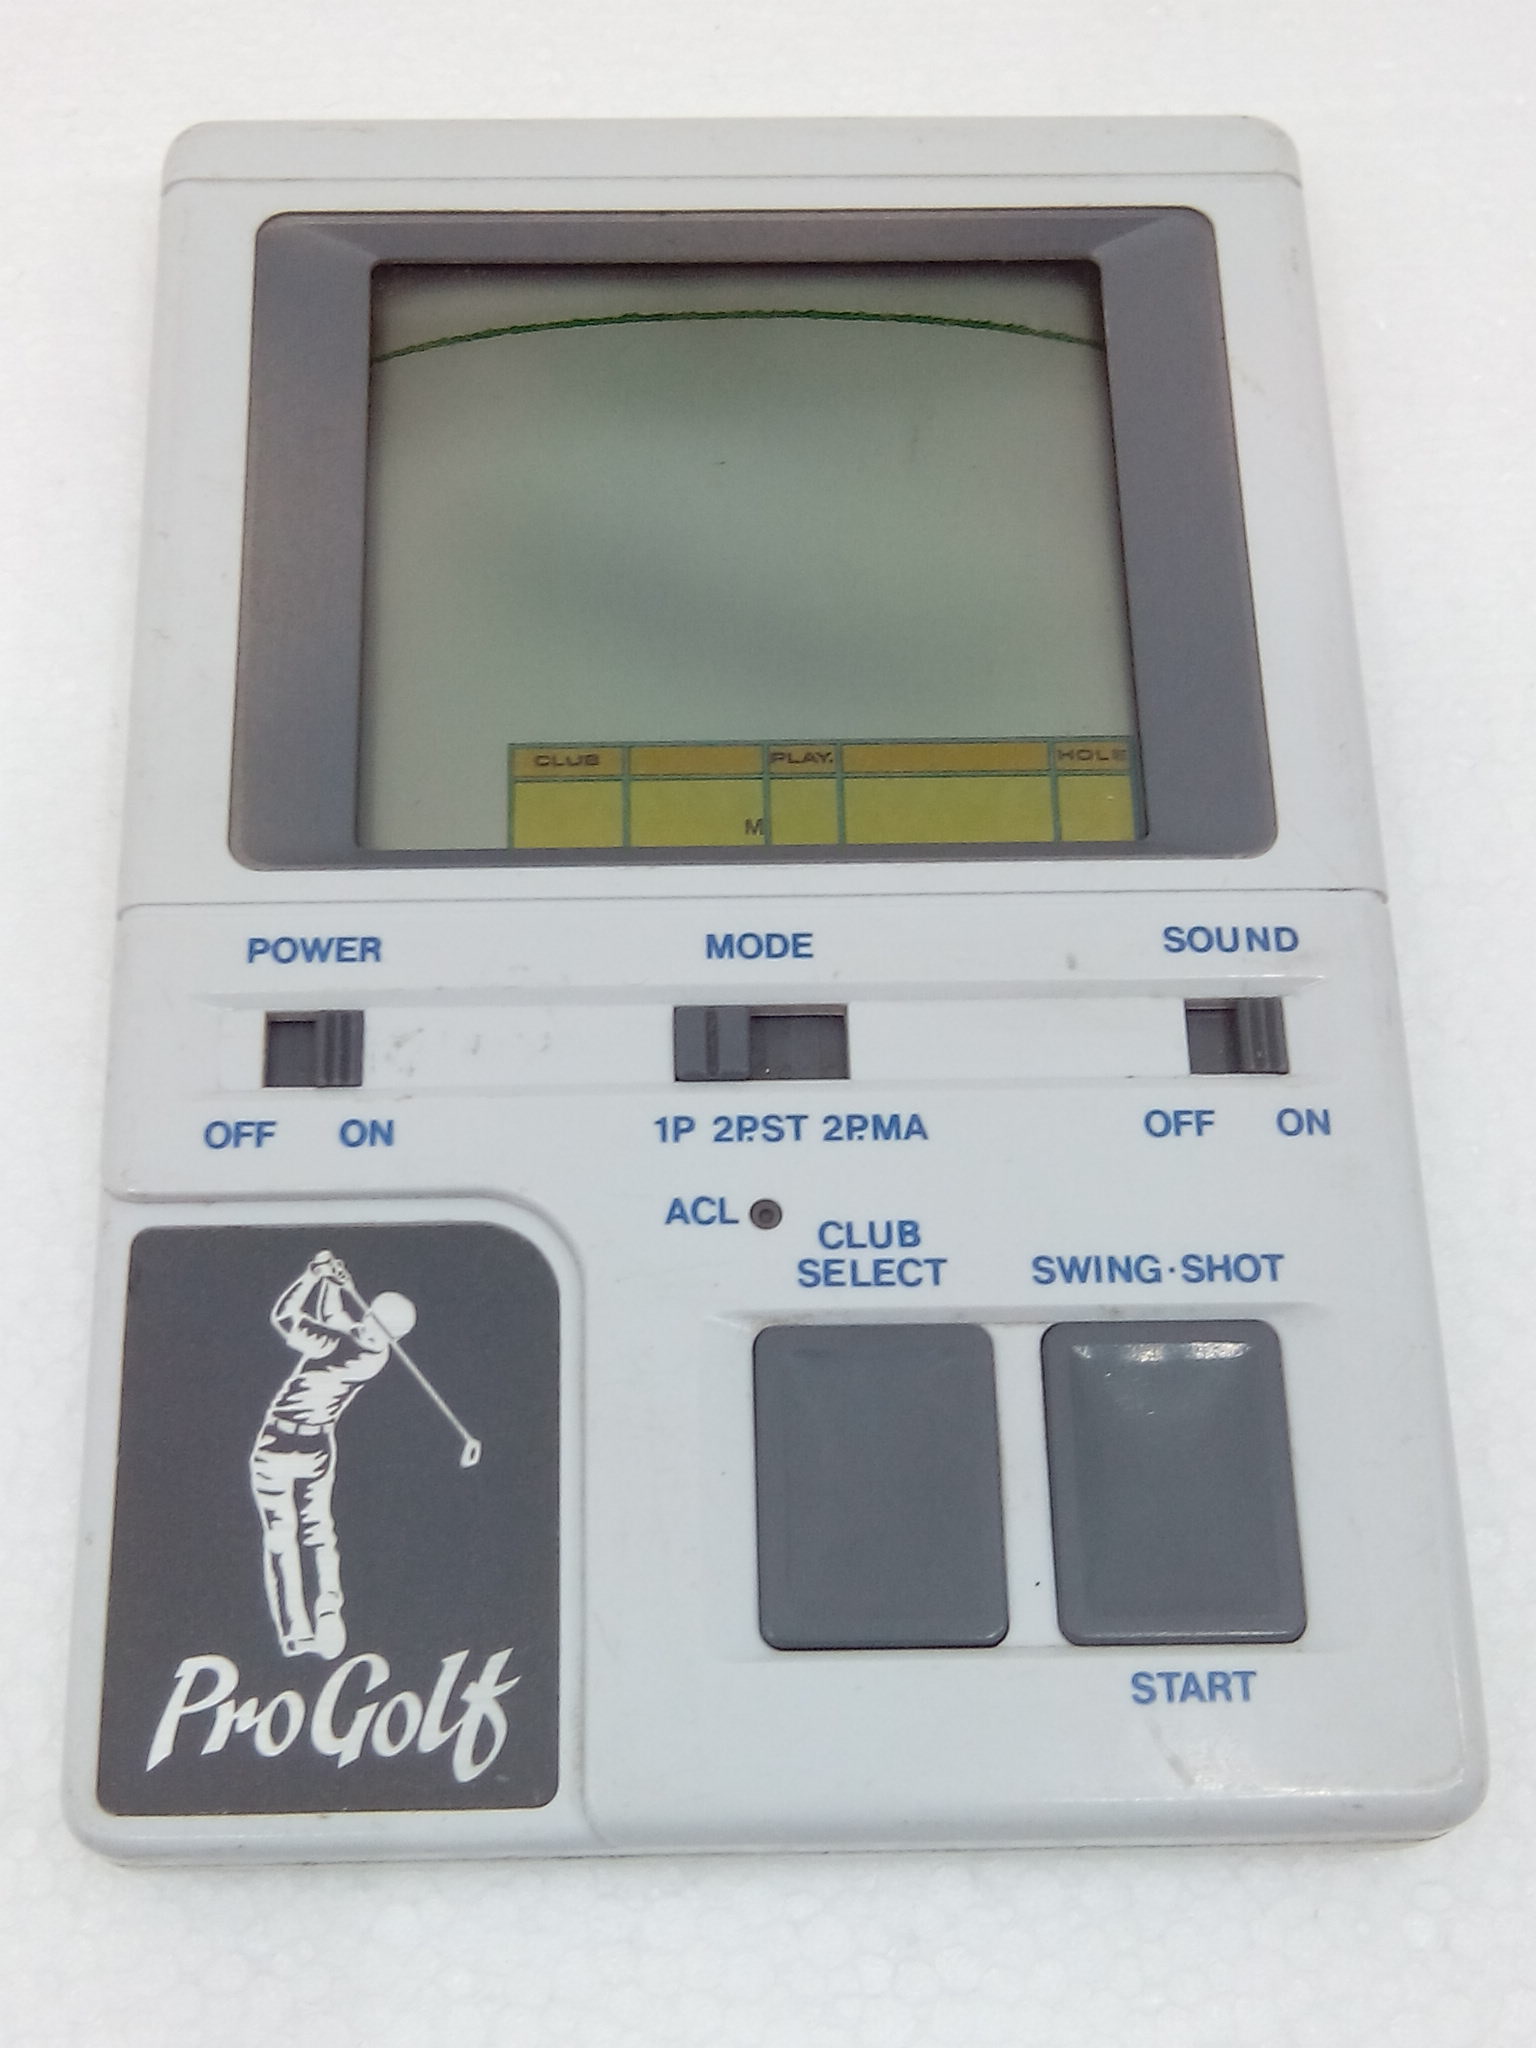 CLUB PLAY. HOLE
M
POWER MODE SOUND
OFF ON 1P 2P.ST 2P.MA OFF ON
ACL
CLUB
SELECT SWING·SHOT
START
ProGolf